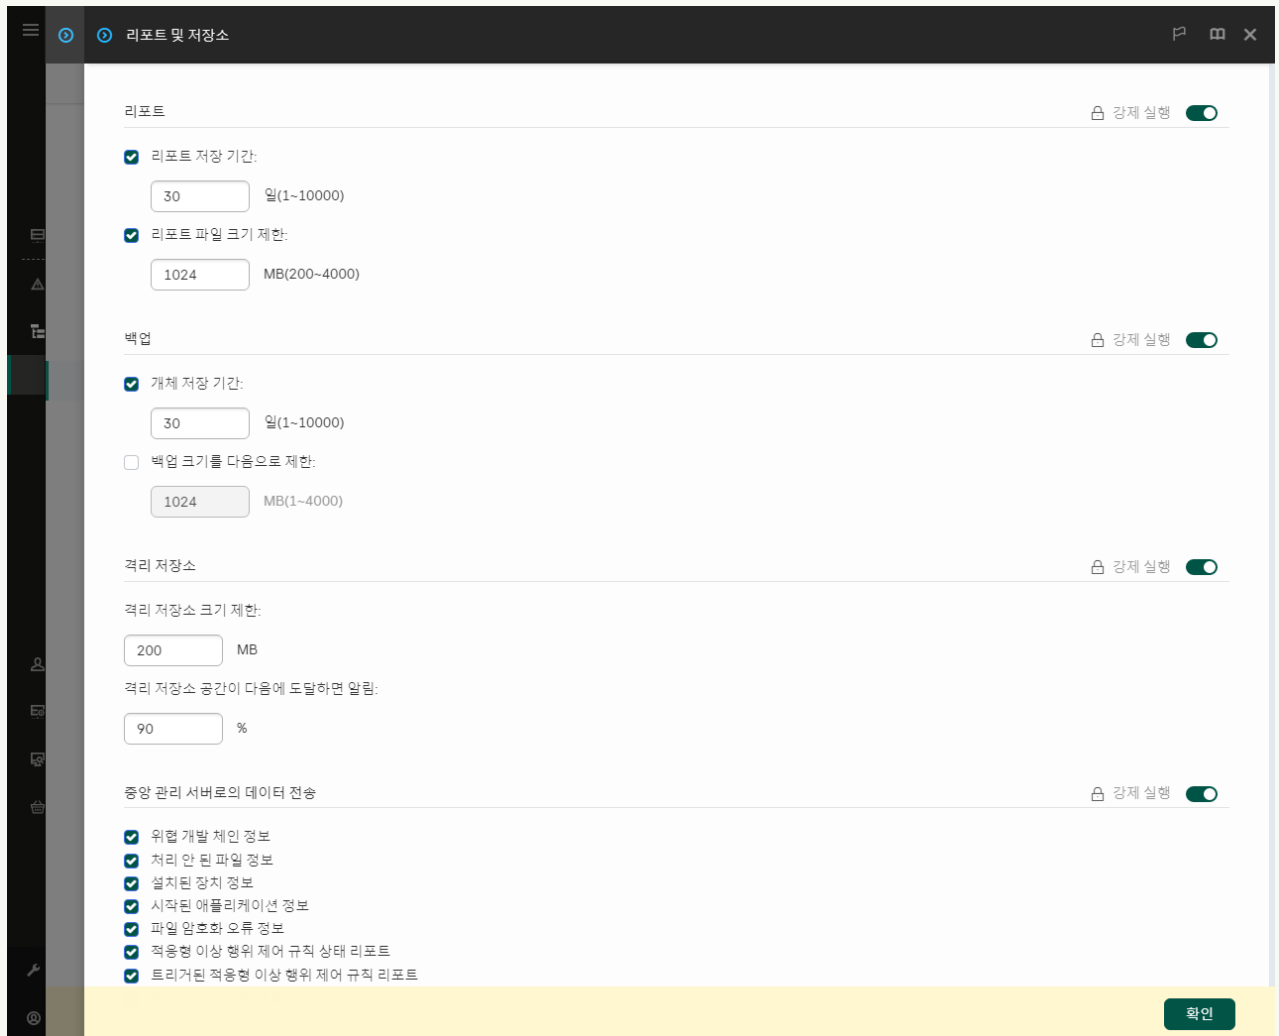 리포트 및 저장소
리포트
강제 실행
리포트 저장 기간:
30 일(1~10000)
리포트 파일 크기 제한:
1024 MB(200~4000)
백업
강제 실행
개체 저장 기간:
30 일(1~10000)
백업 크기를 다음으로 제한:
1024 MB(1~4000)
격리 저장소
강제 실행
격리 저장소 크기 제한:
200 MB
격리 저장소 공간이 다음에 도달하면 알림:
90 %
중앙 관리 서버로의 데이터 전송
강제 실행
위협 개발 체인 정보
처리 안 된 파일 정보
설치된 장치 정보
시작된 애플리케이션 정보
파일 암호화 오류 정보
적응형 이상 행위 제어 규칙 상태 리포트
트리거된 적응형 이상 행위 제어 규칙 리포트
확인